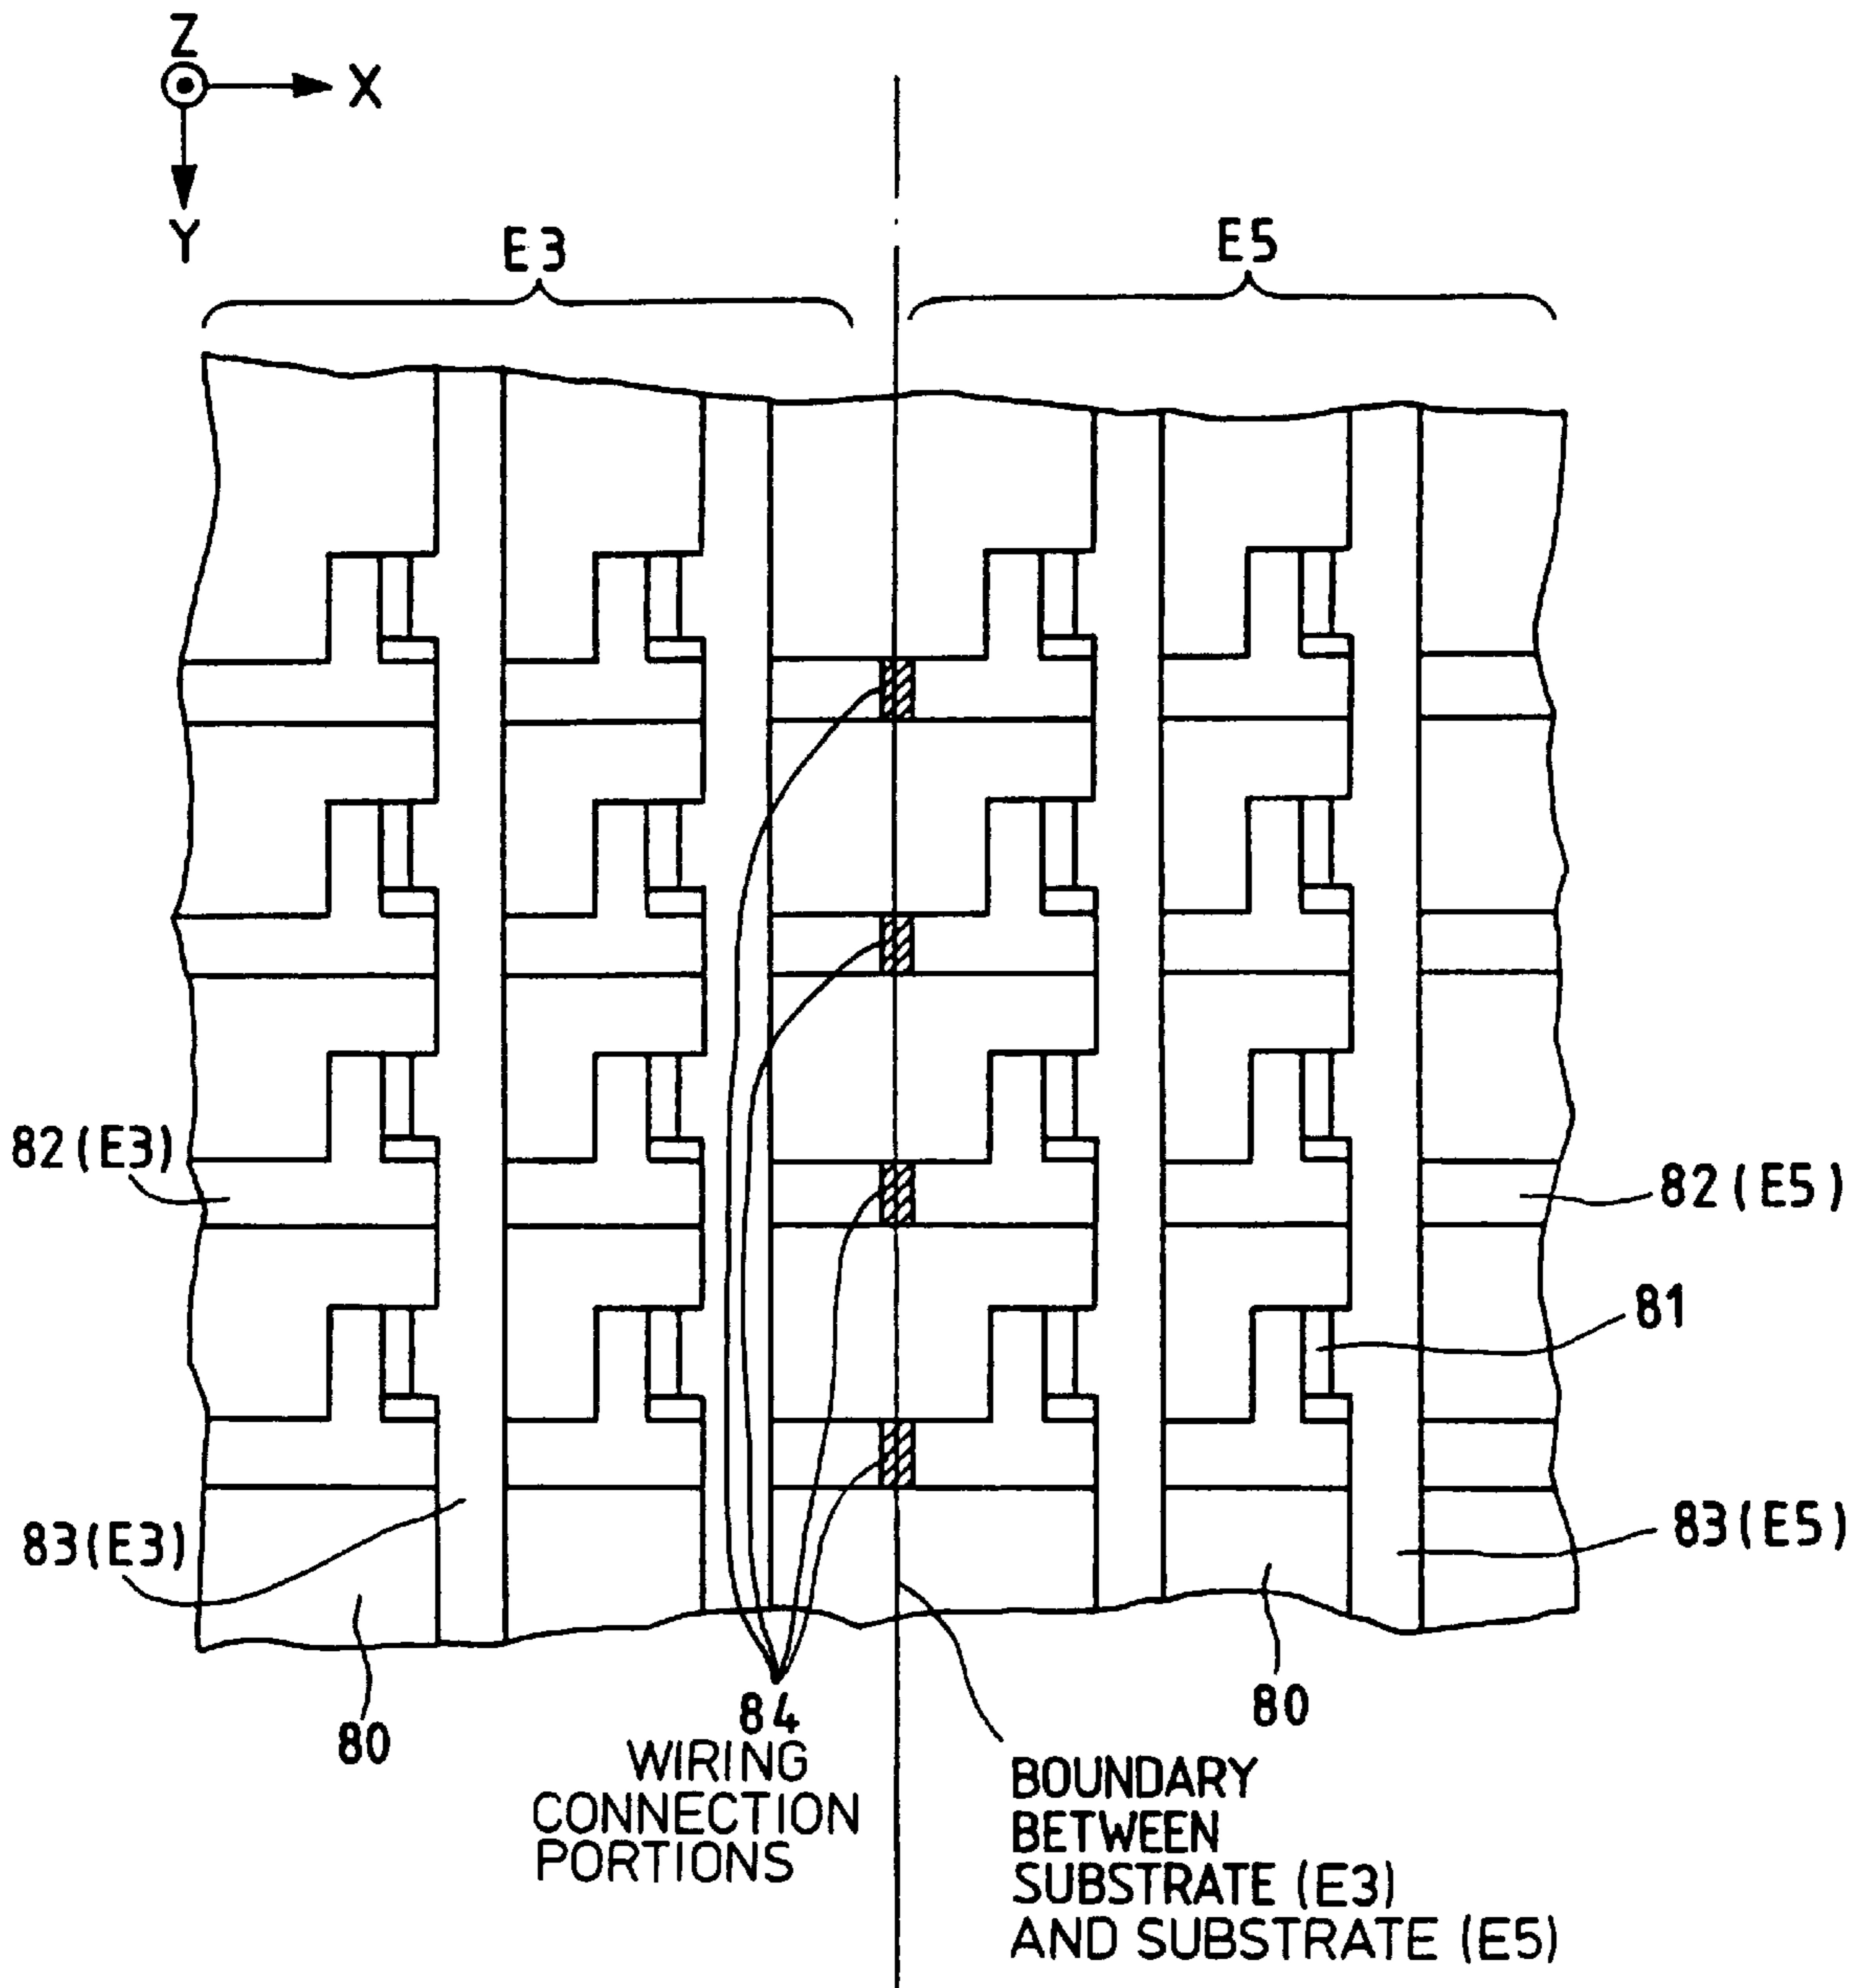 Z
X
Y
E3
E5
82(E3)
82(E5)
81
83(E3)
83(E5)
80
84
80
WIRING
CONNECTION
PORTIONS
BOUNDARY
BETWEEN
SUBSTRATE (E3)
AND SUBSTRATE (E5)